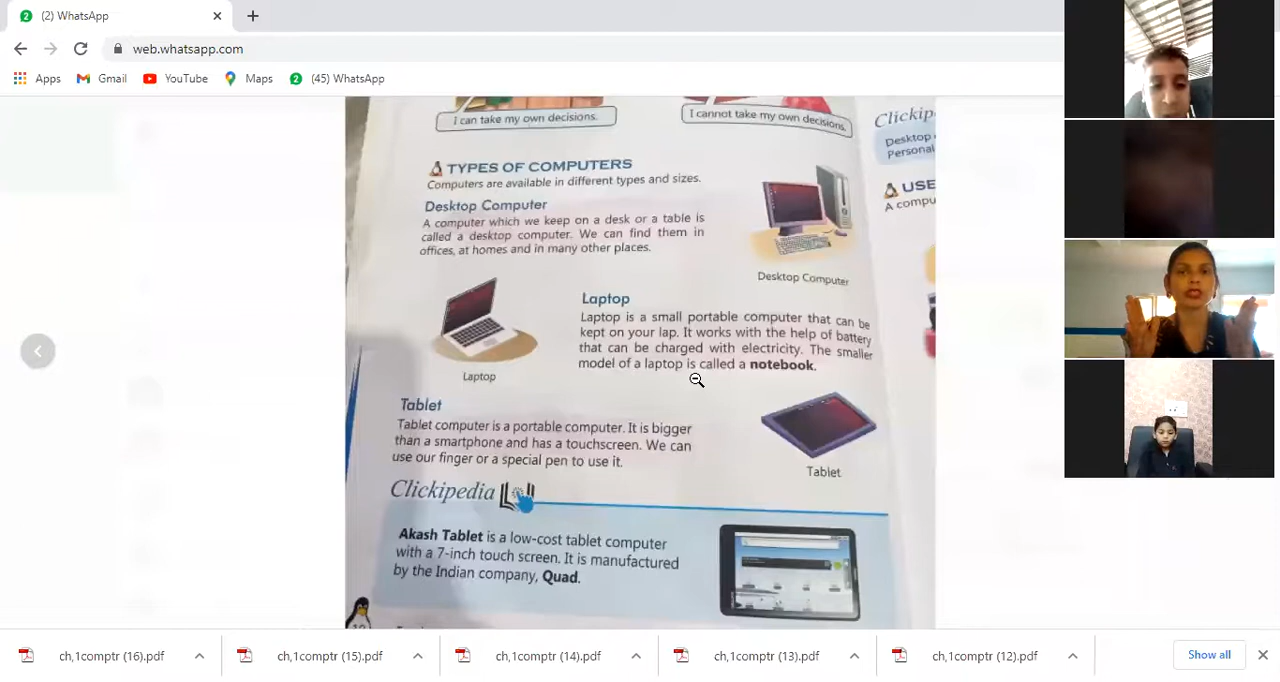 (2) WhatsApp
web.whatsapp.com
Apps
Gmail
YouTube
Maps
(45) WhatsApp
I can take my own decisions.
I cannot take my own decisions.
Clickip
Desktop
Personal
TYPES OF COMPUTERS
Computers are available in different types and sizes.
USE
A compu
Desktop Computer
A computer which we keep on a desk or a table is
called a desktop computer. We can find them in
offices, at homes and in many other places.
Desktop Computer
Laptop
Laptop is a small portable computer that can be
kept on your lap. It works with the help of battery
that can be charged with electricity. The smaller
model of a laptop is called a notebook.
Laptop
Tablet
Tablet computer is a portable computer. It is bigger
than a smartphone and has a touchscreen. We can
use our finger or a special pen to use it.
Tablet
Clickipedia
Akash Tablet is a low-cost tablet computer
with a 7-inch touch screen. It is manufactured
by the Indian company, Quad.
ch,1comptr (16).pdf
ch,1comptr (15).pdf
ch,1comptr (14).pdf
ch,1comptr (13).pdf
ch,1comptr (12).pdf
Show all